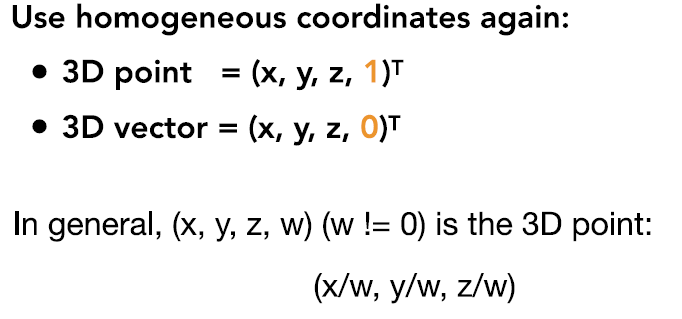 Use homogeneous coordinates again:
• 3D point = (x, y, z, 1)ᵀ
• 3D vector = (x, y, z, 0)ᵀ
In general, (x, y, z, w) (w != 0) is the 3D point:
(x/w, y/w, z/w)